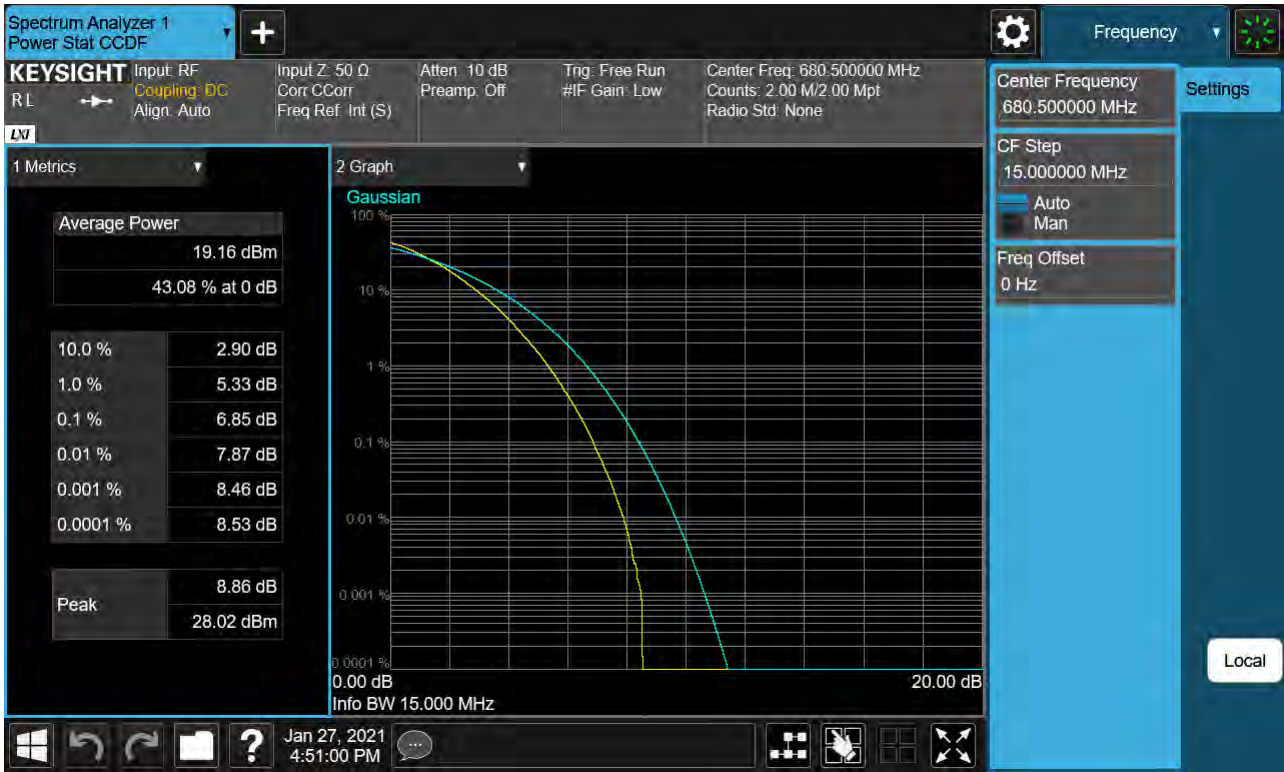 Spectrum Analyzer 1
Power Stat CCDF
+
Frequency
KEYSIGHT
R L
LXI
Input: RF
Coupling: DC
Align: Auto
Input Z: 50 Ω
Corr CCorr
Freq Ref: Int (S)
Atten: 10 dB
Preamp: Off
Trig: Free Run
#IF Gain: Low
Center Freq: 680.500000 MHz
Counts: 2.00 M/2.00 Mpt
Radio Std: None
Center Frequency
680.500000 MHz
Settings
CF Step
15.000000 MHz
Auto
Man
Freq Offset
0 Hz
Local
1 Metrics
Average Power
19.16 dBm
43.08 % at 0 dB
10.0 % 2.90 dB
1.0 % 5.33 dB
0.1 % 6.85 dB
0.01 % 7.87 dB
0.001 % 8.46 dB
0.0001 % 8.53 dB
Peak
8.86 dB
28.02 dBm
2 Graph
Gaussian
100 %
10 %
1 %
0.1 %
0.01 %
0.001 %
0.0001 %
0.00 dB
20.00 dB
Info BW 15.000 MHz
?
Jan 27, 2021
4:51:00 PM